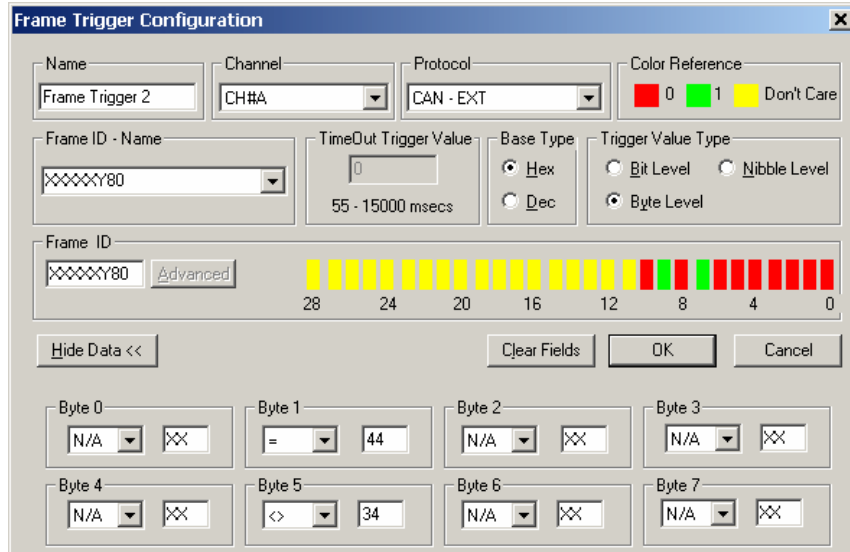 Frame Trigger Configuration
Name
Channel
Protocol
Color Reference
Frame Trigger 2
CH#A
CAN - EXT
0 1 Don't Care
Frame ID - Name
TimeOut Trigger Value
Base Type
Trigger Value Type
XXXXXY80
0
55 - 15000 msecs
Hex
Dec
Bit Level
Nibble Level
Byte Level
Frame ID
XXXXXY80
Advanced
28 24 20 16 12 8 4 0
Hide Data <<
Clear Fields
OK
Cancel
Byte 0
Byte 1
Byte 2
Byte 3
N/A XX
= 44
N/A XX
N/A XX
Byte 4
Byte 5
Byte 6
Byte 7
N/A XX
<> 34
N/A XX
N/A XX